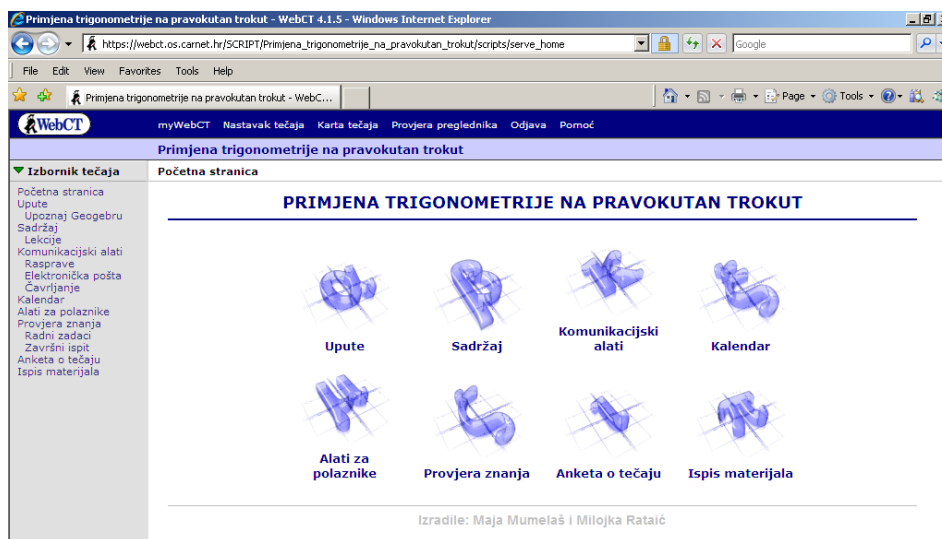 Primjena trigonometrije na pravokutan trokut - WebCT 4.1.5 - Windows Internet Explorer
https://webct.os.carnet.hr/SCRIPT/Primjena_trigonometrije_na_pravokutan_trokut/scripts/serve_home
Google
File Edit View Favorites Tools Help
Primjena trigonometrije na pravokutan trokut - WebC...
Page Tools
WebCT
myWebCT Nastavak tečaja Karta tečaja Provjera preglednika Odjava Pomoć
Primjena trigonometrije na pravokutan trokut
Izbornik tečaja
Početna stranica
Početna stranica
Upute
Upoznaj Geogebru
Sadržaj
Lekcije
Komunikacijski alati
Rasprave
Elektronička pošta
Čavrljanje
Kalendar
Alati za polaznike
Provjera znanja
Radni zadaci
Završni ispit
Anketa o tečaju
Ispis materijala
PRIMJENA TRIGONOMETRIJE NA PRAVOKUTAN TROKUT
Upute
Sadržaj
Komunikacijski
alati
Kalendar
Alati za
polaznike
Provjera znanja
Anketa o tečaju
Ispis materijala
Izradile: Maja Mumelaš i Milojka Rataić